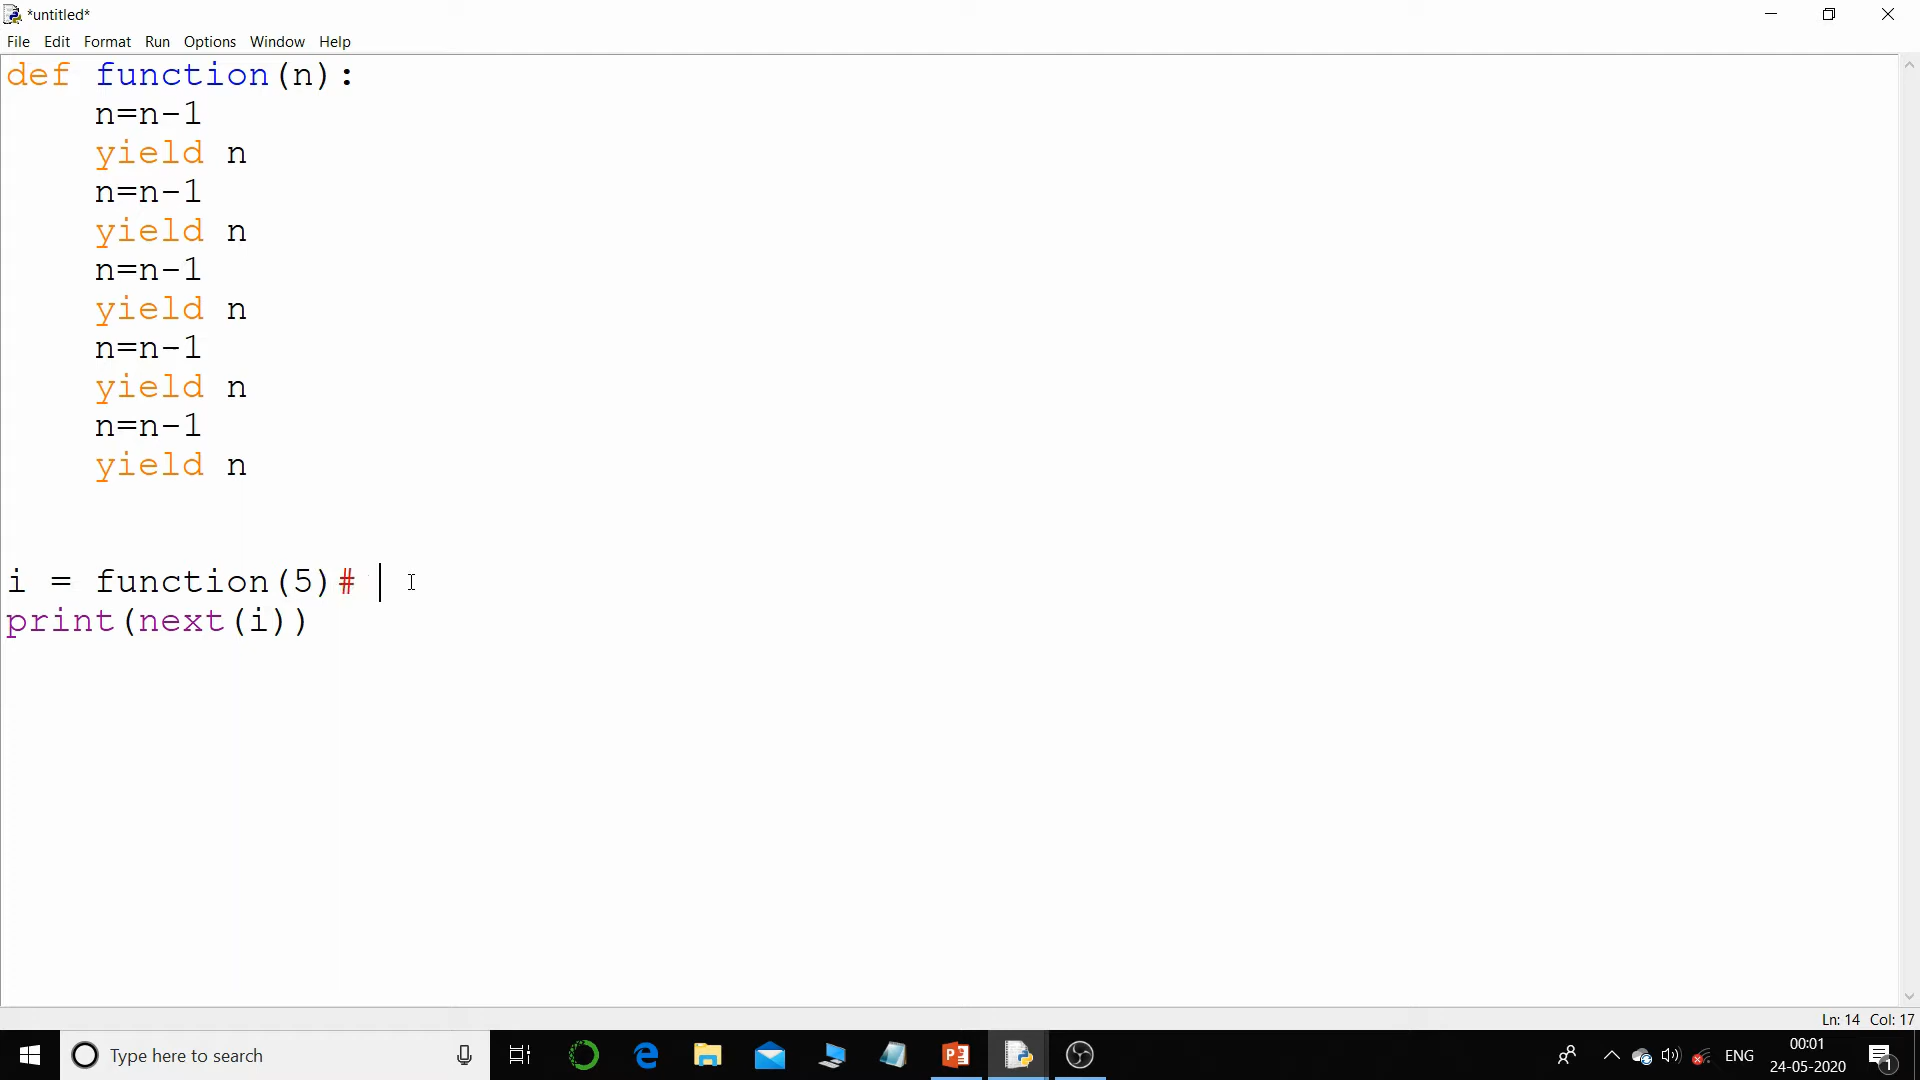 *untitled*
File Edit Format Run Options Window Help
def function(n):
    n=n-1
    yield n
    n=n-1
    yield n
    n=n-1
    yield n
    n=n-1
    yield n
    n=n-1
    yield n
i = function(5)#
print(next(i))
Ln: 14 Col: 17
Type here to search
ENG
00:01
24-05-2020
1